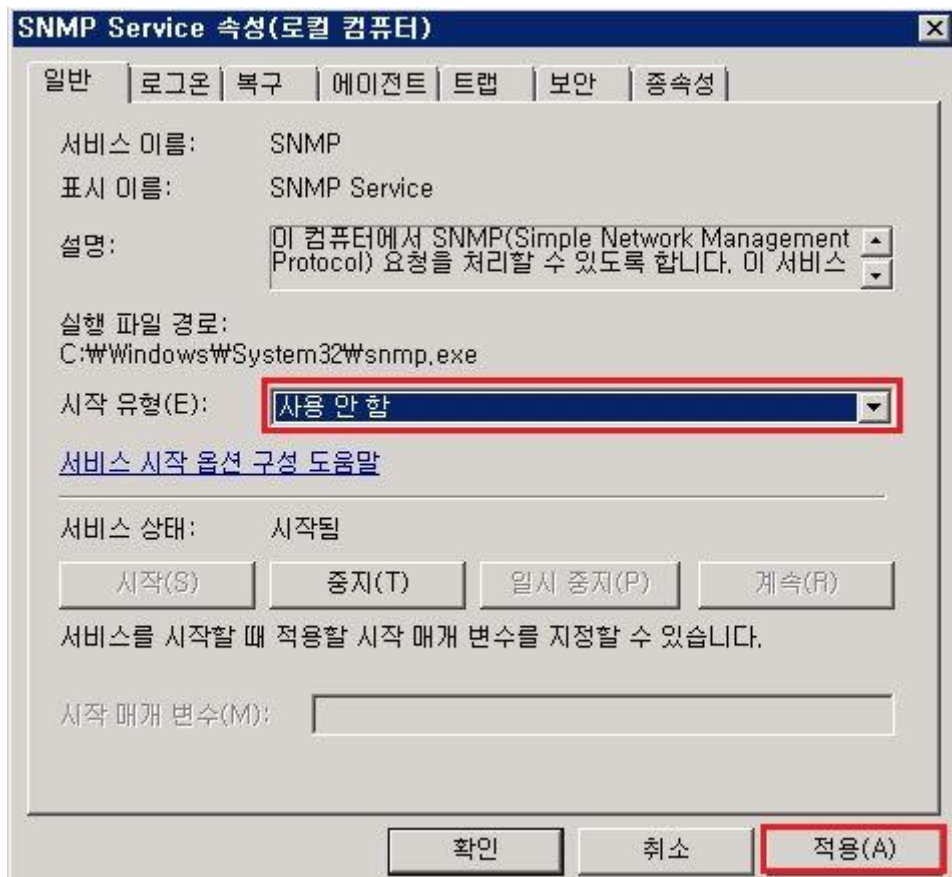 SNMP Service 속성(로컬 컴퓨터)
일반 로그온 복구 에이전트 트랩 보안 종속성
서비스 이름: SNMP
표시 이름: SNMP Service
설명: 이 컴퓨터에서 SNMP(Simple Network Management
Protocol) 요청을 처리할 수 있도록 합니다. 이 서비스
실행 파일 경로:
C:₩Windows₩System32₩snmp.exe
시작 유형(E): 사용 안 함
서비스 시작 옵션 구성 도움말
서비스 상태: 시작됨
시작(S) 중지(T) 일시 중지(P) 계속(R)
서비스를 시작할 때 적용할 시작 매개 변수를 지정할 수 있습니다.
시작 매개 변수(M):
확인 취소 적용(A)